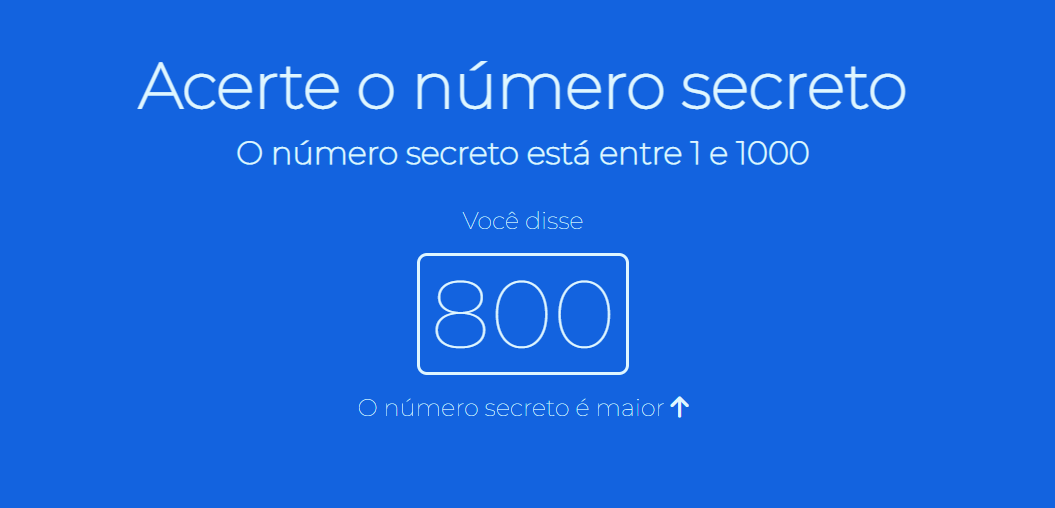 Acerte o número secreto
O número secreto está entre 1 e 1000
Você disse
800
O número secreto é maior